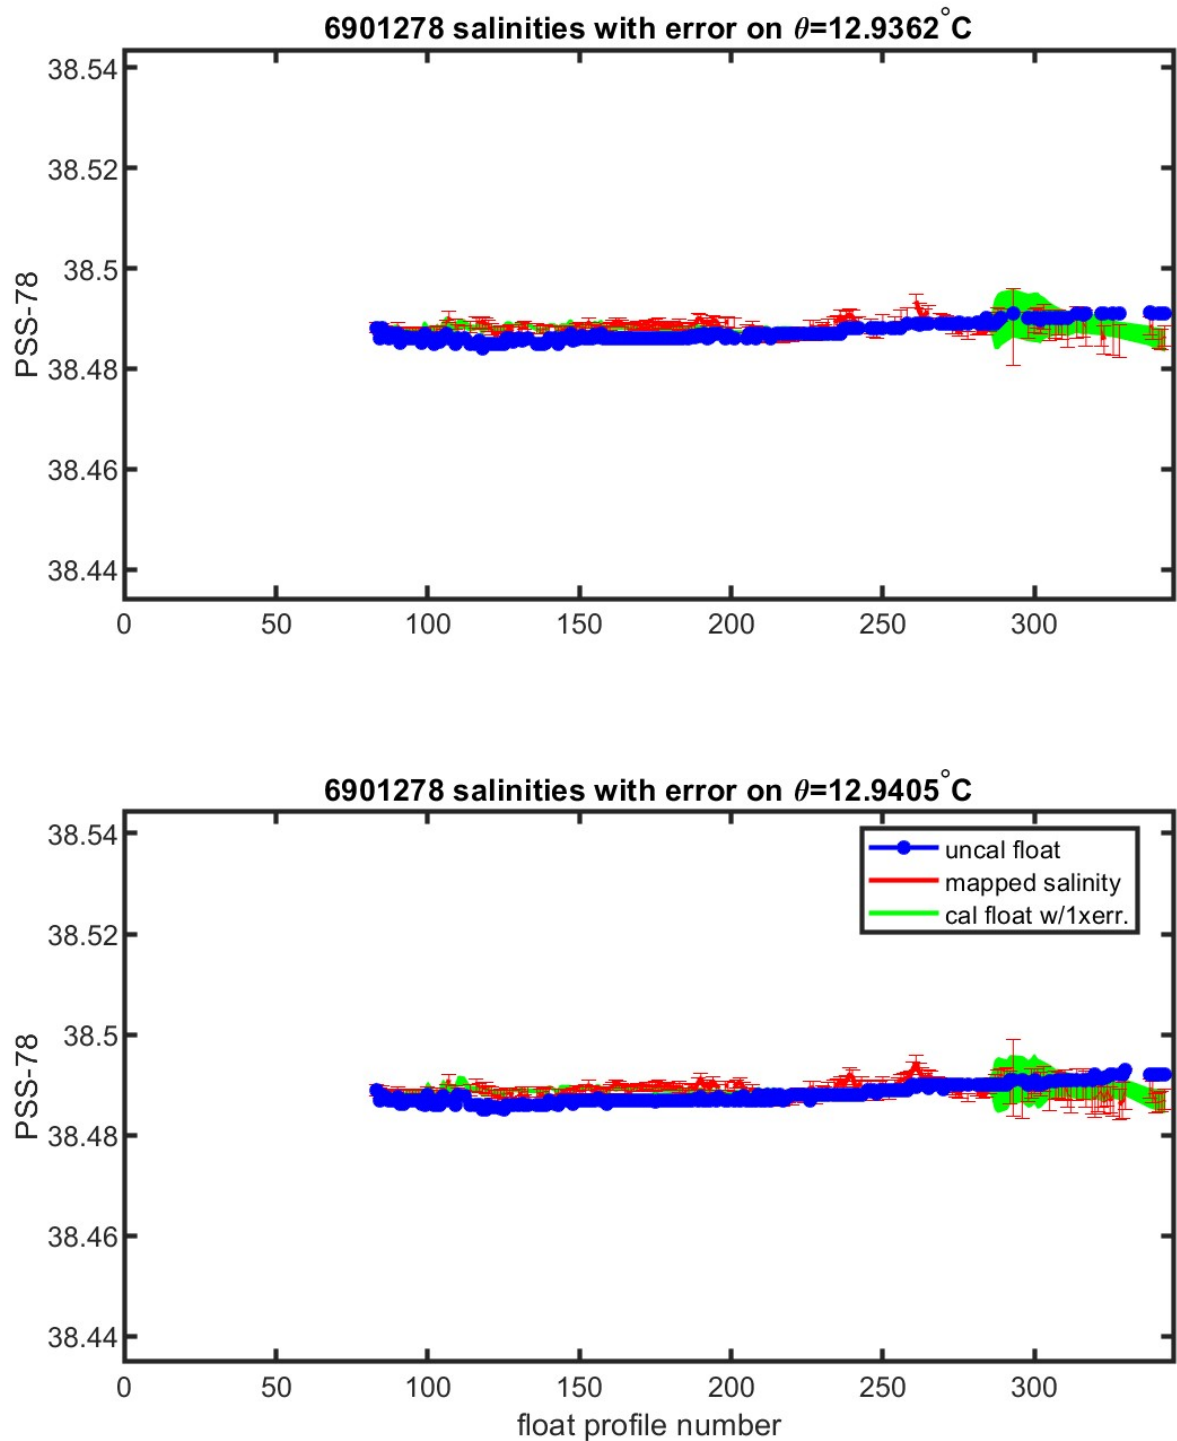 6901278 salinities with error on θ=12.9362°C
38.54
38.52
38.5
38.48
38.46
38.44
PSS-78
0 50 100 150 200 250 300
6901278 salinities with error on θ=12.9405°C
38.54
38.52
38.5
38.48
38.46
38.44
PSS-78
uncal float
mapped salinity
cal float w/1xerr.
0 50 100 150 200 250 300
float profile number